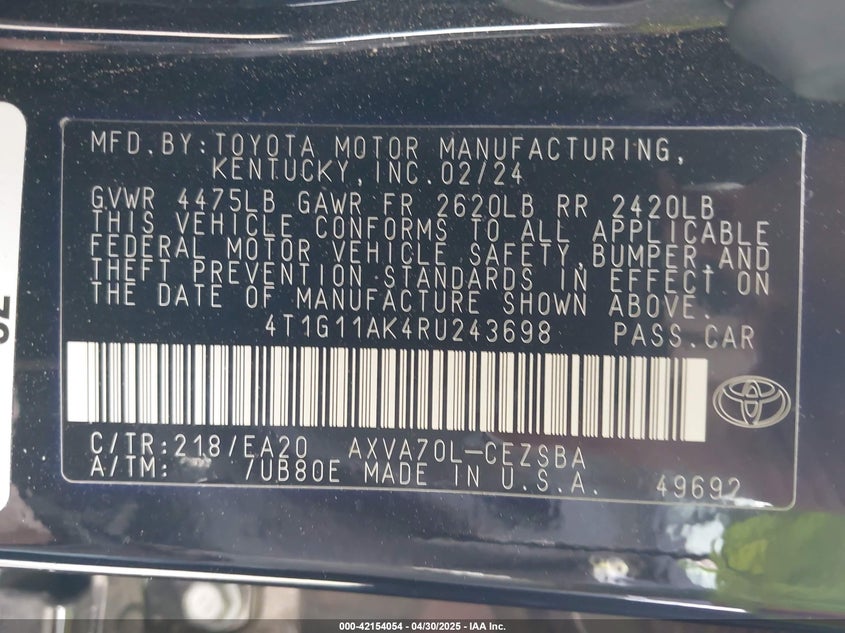 MFD.BY:TOYOTA MOTOR MANUFACTURING,
KENTUCKY,INC.02/24
GVWR 4475LB GAWR FR 2620LB RR 2420LB
THIS VEHICLE CONFORMS TO ALL APPLICABLE
FEDERAL MOTOR VEHICLE SAFETY,BUMPER,AND
THEFT PREVENTION STANDARDS IN EFFECT ON
THE DATE OF MANUFACTURE SHOWN ABOVE.
4T1G11AK4RU243698 PASS.CAR
C/TR:218/EA20 AXVA70L-CEZSBA
A/TM: /UB80E MADE IN U.S.A. 49692
000-42154054 - 04/30/2025 - IAA Inc.